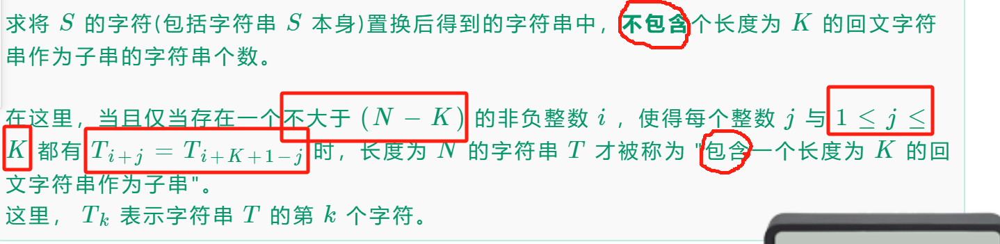 求将 S 的字符(包括字符串 S 本身)置换后得到的字符串中，不包含个长度为 K 的回文字符
串作为子串的字符串个数。
在这里，当且仅当存在一个不大于 (N − K) 的非负整数 i ，使得每个整数 j 与 1 ≤ j ≤
K 都有 T_{i+j} = T_{i+K+1−j} 时，长度为 N 的字符串 T 才被称为 "包含一个长度为 K 的回
文字符串作为子串"。
这里， T_k 表示字符串 T 的第 k 个字符。